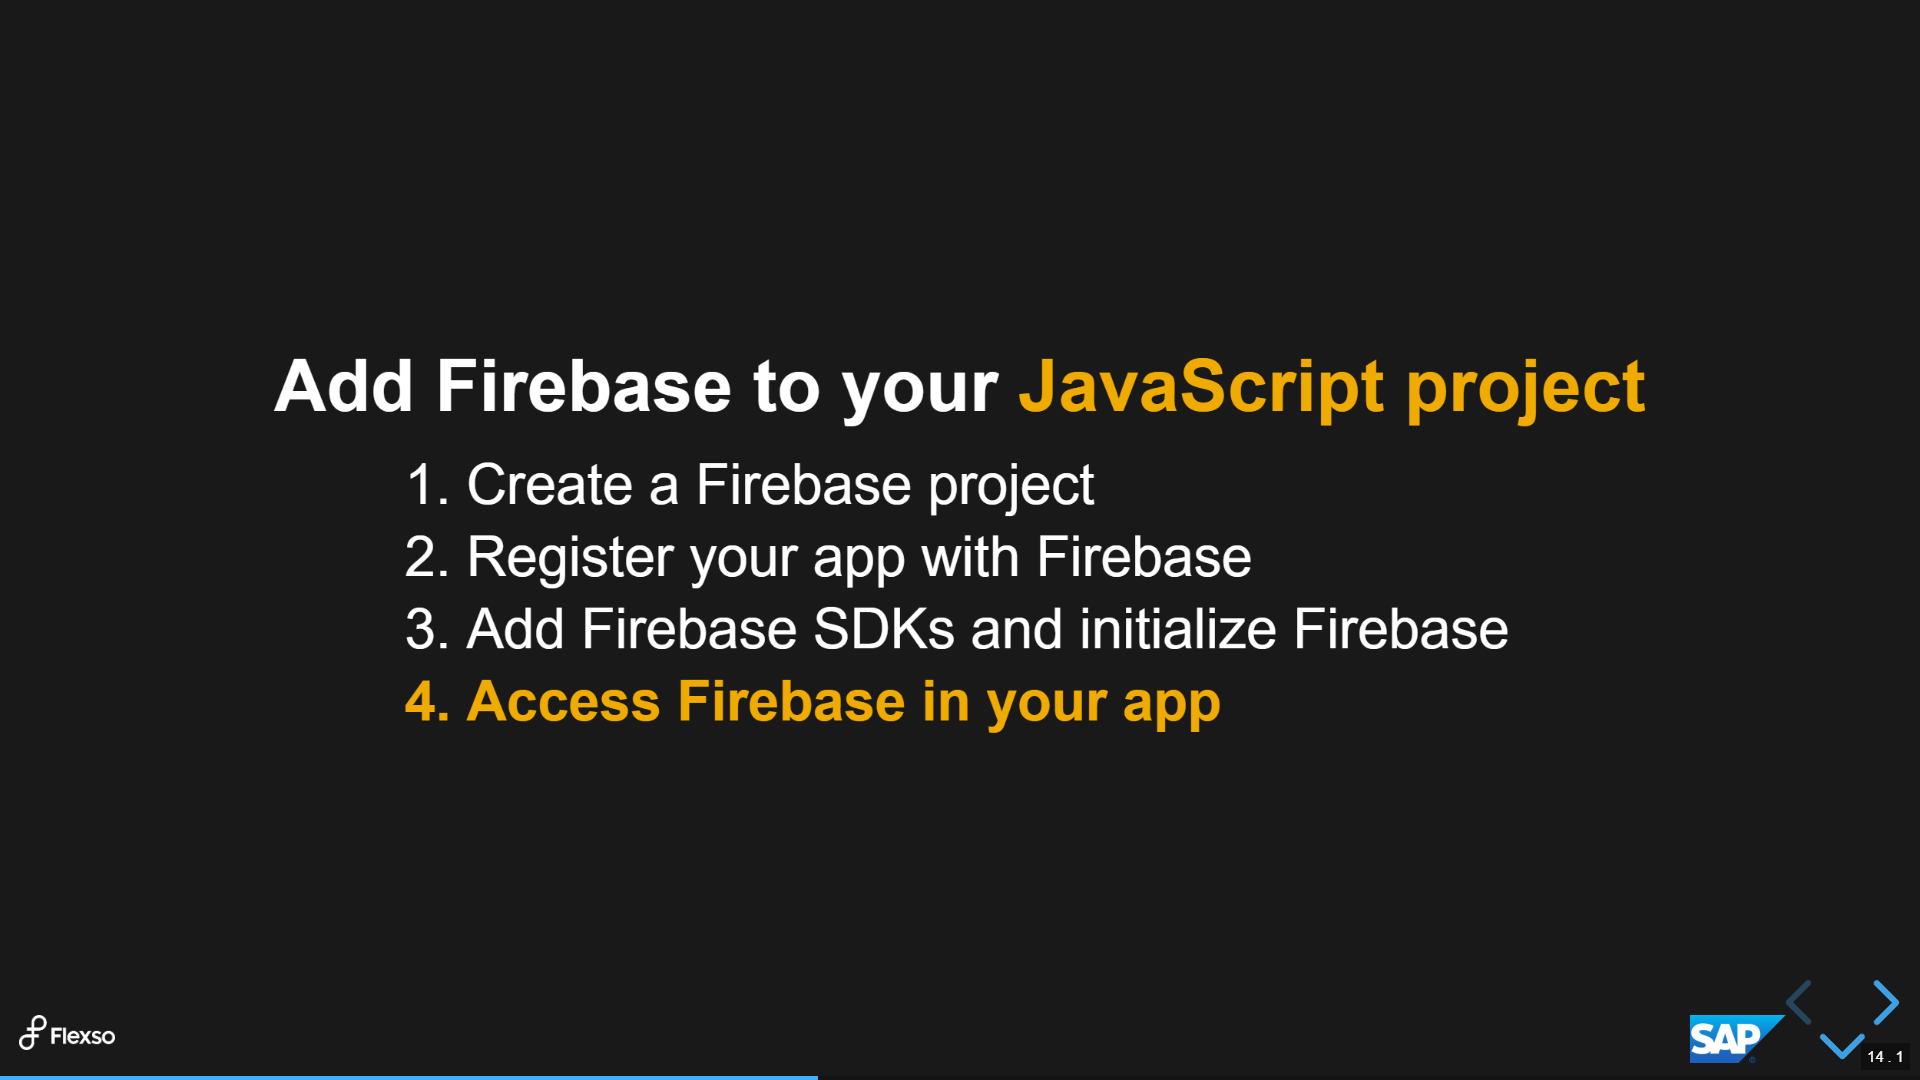 Add Firebase to your JavaScript project
1. Create a Firebase project
2. Register your app with Firebase
3. Add Firebase SDKs and initialize Firebase
4. Access Firebase in your app
Flexso
SAP
14 . 1